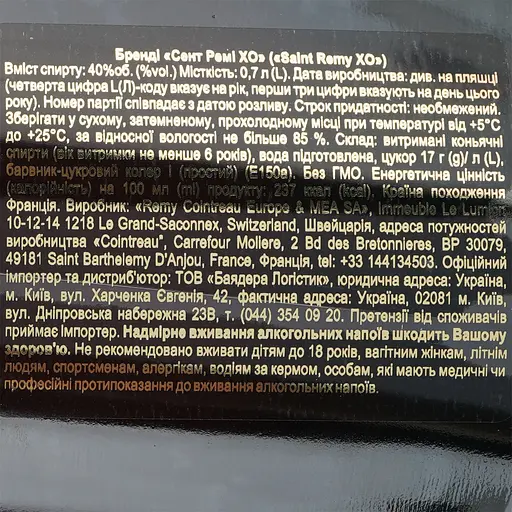 Бренді «Сент Ремі ХО» («Saint Remy XO»)
Вміст спирту: 40%об. (%vol.) Місткість: 0,7 л (L). Дата виробництва: див. на пляшці
(четверта цифра L(Л)-коду вказує на рік, перші три цифри вказують на день цього
року). Номер партії співпадає з датою розливу. Строк придатності: необмежений.
Зберігати у сухому, затемненому, прохолодному місці при температурі від +5°С
до +25°С, за відносної вологості не більше 85 %. Склад: витримані коньячні
спирти (вік витримки не менше 6 років), вода підготовлена, цукор 17 г (g)/ л (L),
барвник-цукровий колер І (простий) (Е150а). Без ГМО. Енергетична цінність
(калорійність) на 100 мл (ml) продукту: 237 ккал (kcal). Країна походження
Франція. Виробник: «Remy Cointreau Europe & MEA SA», Immeuble Le Lumion
10-12-14 1218 Le Grand-Saconnex, Switzerland, Швейцарія, адреса потужностей
виробництва «Cointreau", Carrefour Moliere, 2 Bd des Bretonnieres, BP 30079,
49181 Saint Barthelemy D'Anjou, France, Франція, tel: +33 144134503. Офіційний
імпортер та дистриб'ютор: ТОВ «Баядера Логістик», юридична адреса: Україна,
м. Київ, вул. Харченка Євгенія, 42, фактична адреса: Україна, 02081 м. Київ,
вул. Дніпровська набережна 23В, т. (044) 354 09 20. Претензії від споживачів
приймає Імпортер. Надмірне вживання алкогольних напоїв шкодить Вашому
здоров'ю. Не рекомендовано вживати дітям до 18 років, вагітним жінкам, літнім
людям, спортсменам, алергікам, водіям за кермом, особам, які мають медичні чи
професійні протипоказання до вживання алкогольних напоїв.